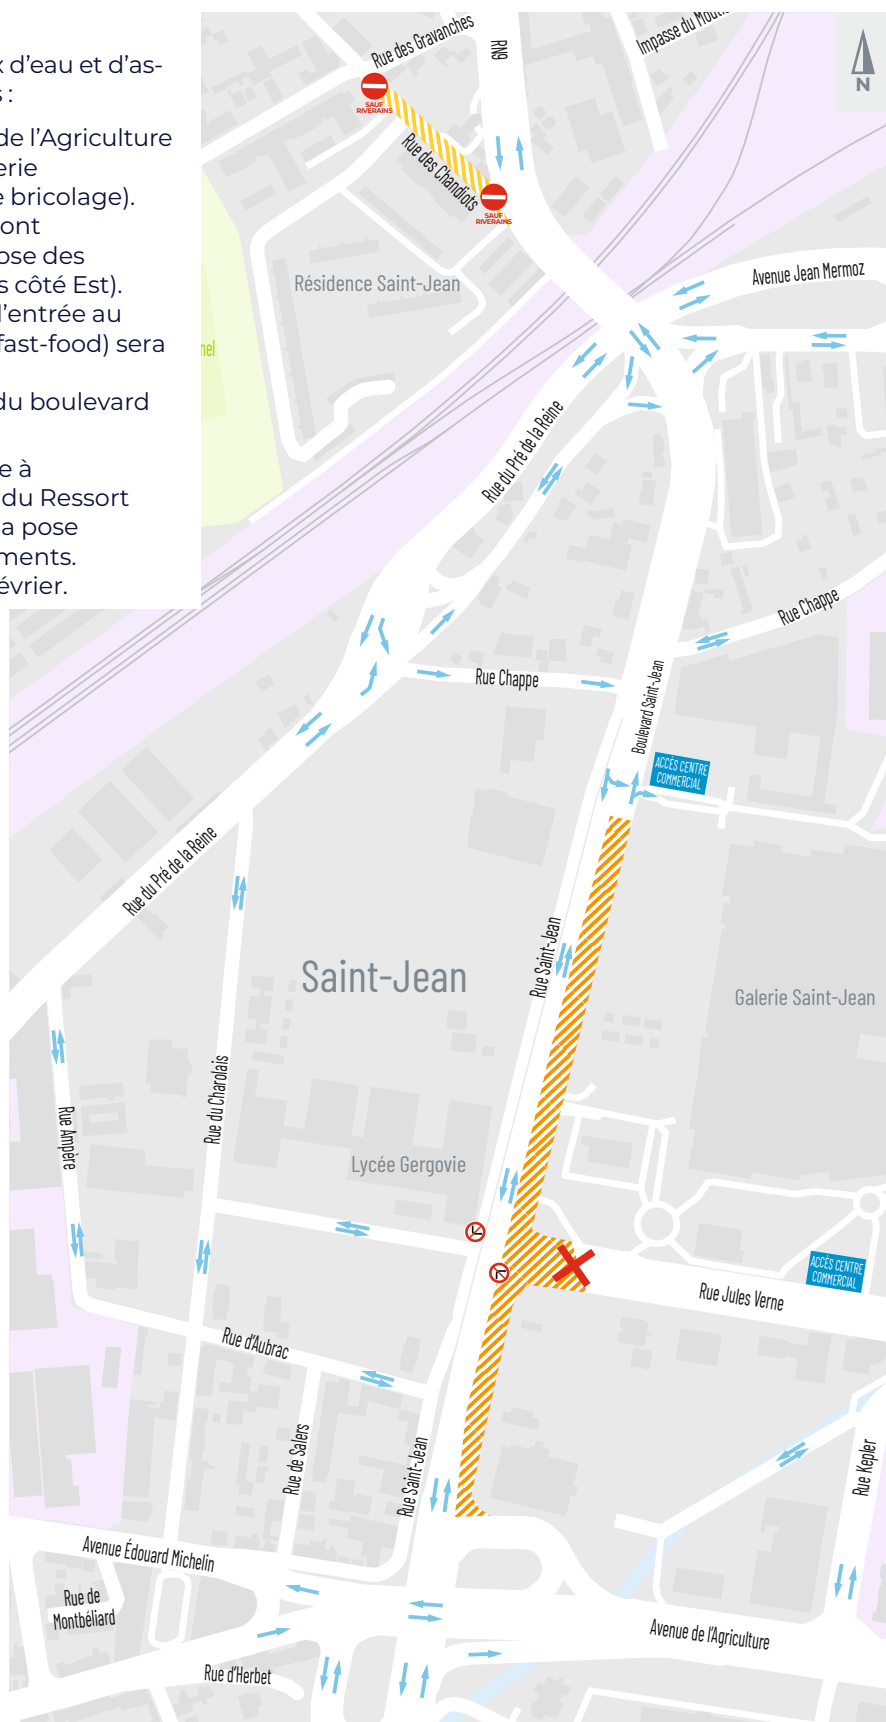 x d’eau et d’as-
s :
de l’Agriculture
erie
e bricolage).
ont
ose des
s côté Est).
l’entrée au
fast-food) sera
du boulevard
e à
du Ressort
a pose
ments.
évrier.
Rue des Gravanches
RN9
Impasse du Moutie
N
SAUF
RIVERAINS
Rue des Chandiots
SAUF
RIVERAINS
Résidence Saint-Jean
Avenue Jean Mermoz
nel
Rue du Pré de la Reine
Rue Chappe
Rue Chappe
Boulevard Saint-Jean
ACCÈS CENTRE
COMMERCIAL
Rue du Pré de la Reine
Rue Saint-Jean
Saint-Jean
Galerie Saint-Jean
Rue du Charolais
Rue Ampère
Lycée Gergovie
ACCÈS CENTRE
COMMERCIAL
Rue Jules Verne
Rue d’Aubrac
Rue de Salers
Rue Saint-Jean
Rue Kepler
Avenue Édouard Michelin
Rue de
Montbéliard
Avenue de l’Agriculture
Rue d’Herbet